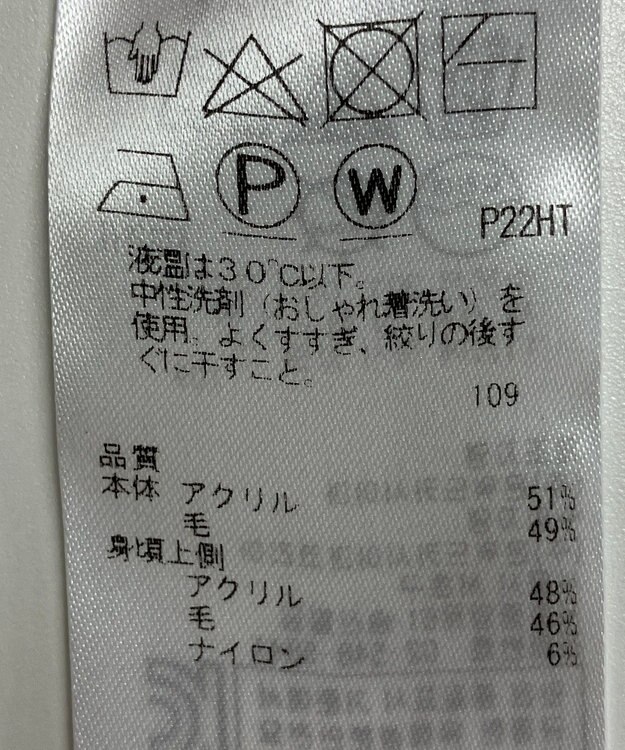 P W P22HT
液温は30℃以下。
中性洗剤（おしゃれ着洗い）を
使用。よくすすぎ、絞りの後す
ぐに干すこと。
109
品質
本体 アクリル 51%
毛 49%
身頃上側
アクリル 48%
毛 46%
ナイロン 6%